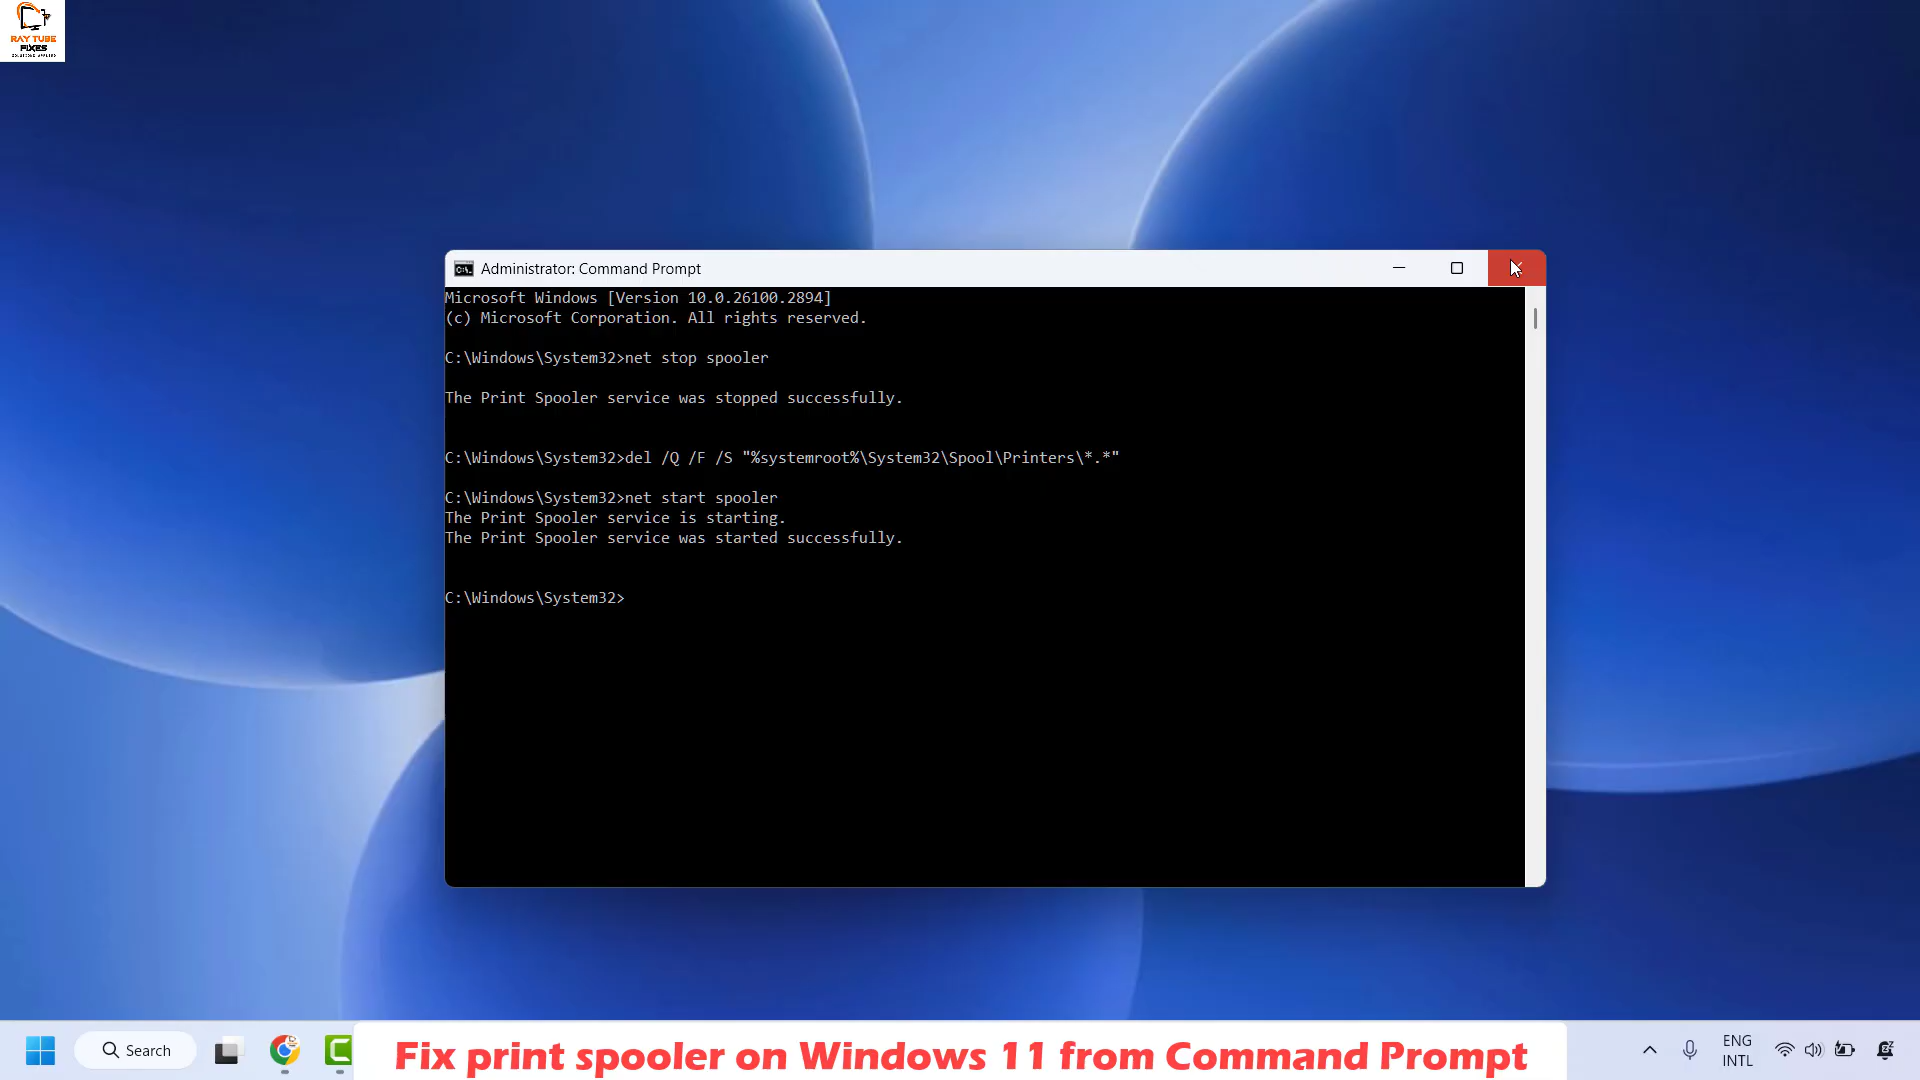 RAY TUBE
FIXES
SOLUTIONS APPLIED
Administrator: Command Prompt
Microsoft Windows [Version 10.0.26100.2894]
(c) Microsoft Corporation. All rights reserved.
C:\Windows\System32>net stop spooler
The Print Spooler service was stopped successfully.
C:\Windows\System32>del /Q /F /S "%systemroot%\System32\Spool\Printers\*.*"
C:\Windows\System32>net start spooler
The Print Spooler service is starting.
The Print Spooler service was started successfully.
C:\Windows\System32>
Search
Fix print spooler on Windows 11 from Command Prompt
ENG
INTL